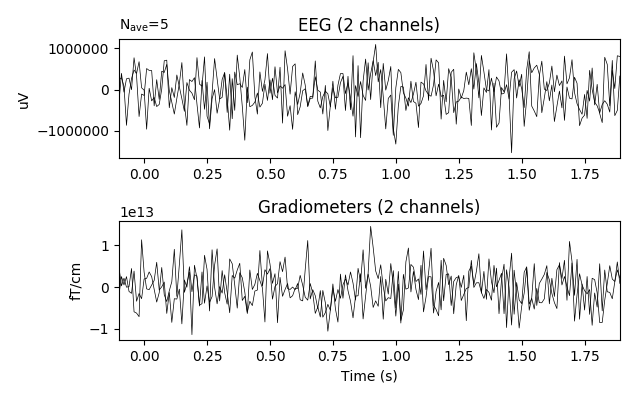 N_ave=5
EEG (2 channels)
1000000
0
−1000000
uV
0.00 0.25 0.50 0.75 1.00 1.25 1.50 1.75
1e13
Gradiometers (2 channels)
1
0
−1
fT/cm
0.00 0.25 0.50 0.75 1.00 1.25 1.50 1.75
Time (s)